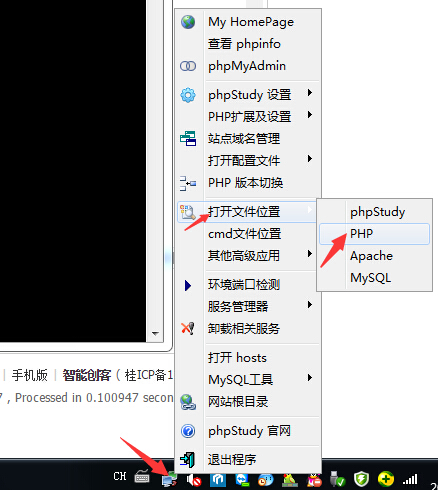 My HomePage
查看 phpinfo
phpMyAdmin
phpStudy 设置
PHP扩展及设置
站点域名管理
打开配置文件
PHP 版本切换
打开文件位置
phpStudy
PHP
Apache
MySQL
cmd文件位置
其他高级应用
环境端口检测
服务管理器
卸载相关服务
打开 hosts
MySQL工具
网站根目录
phpStudy 官网
退出程序
| 手机版 | 智能创客 ( 桂ICP备1
7 , Processed in 0.100947 secon
CH